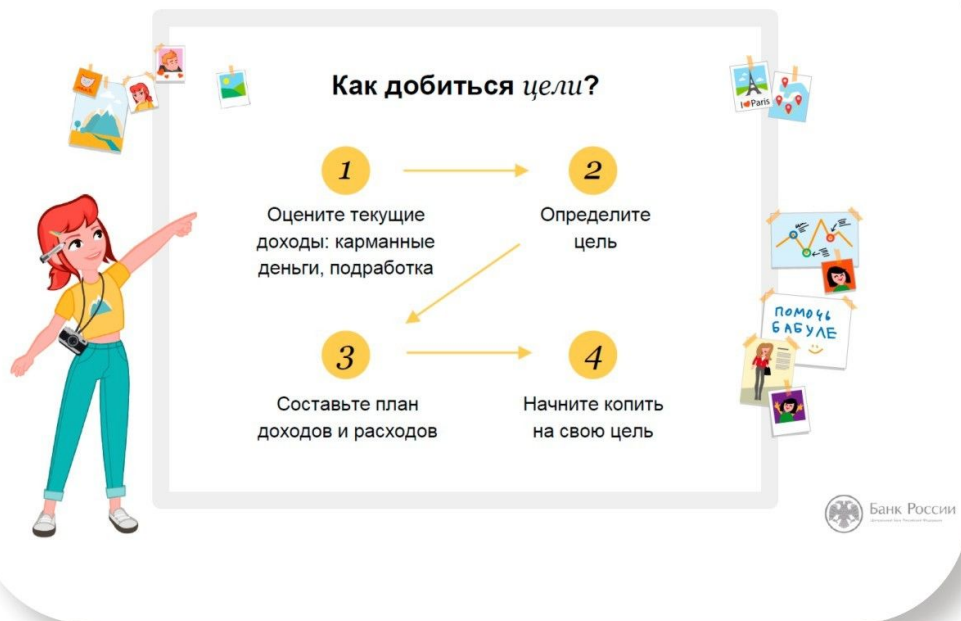 Как добиться цели?
1
Оцените текущие
доходы: карманные
деньги, подработка
2
Определите
цель
3
Составьте план
доходов и расходов
4
Начните копить
на свою цель
I❤Paris
ПОМОЧЬ
БАБУЛЕ
Банк России